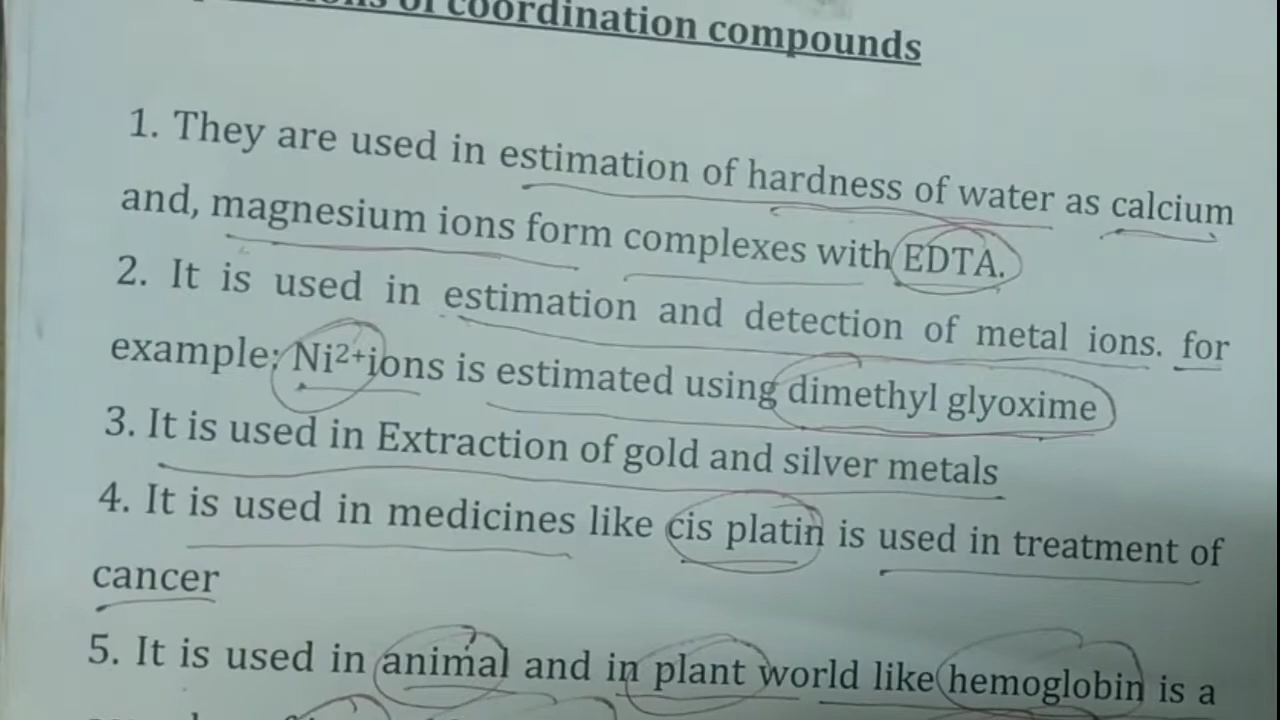 of coordination compounds
1. They are used in estimation of hardness of water as calcium
and, magnesium ions form complexes with EDTA.
2. It is used in estimation and detection of metal ions. for
example; Ni²⁺ions is estimated using dimethyl glyoxime
3. It is used in Extraction of gold and silver metals
4. It is used in medicines like cis platin is used in treatment of
cancer
5. It is used in animal and in plant world like hemoglobin is a